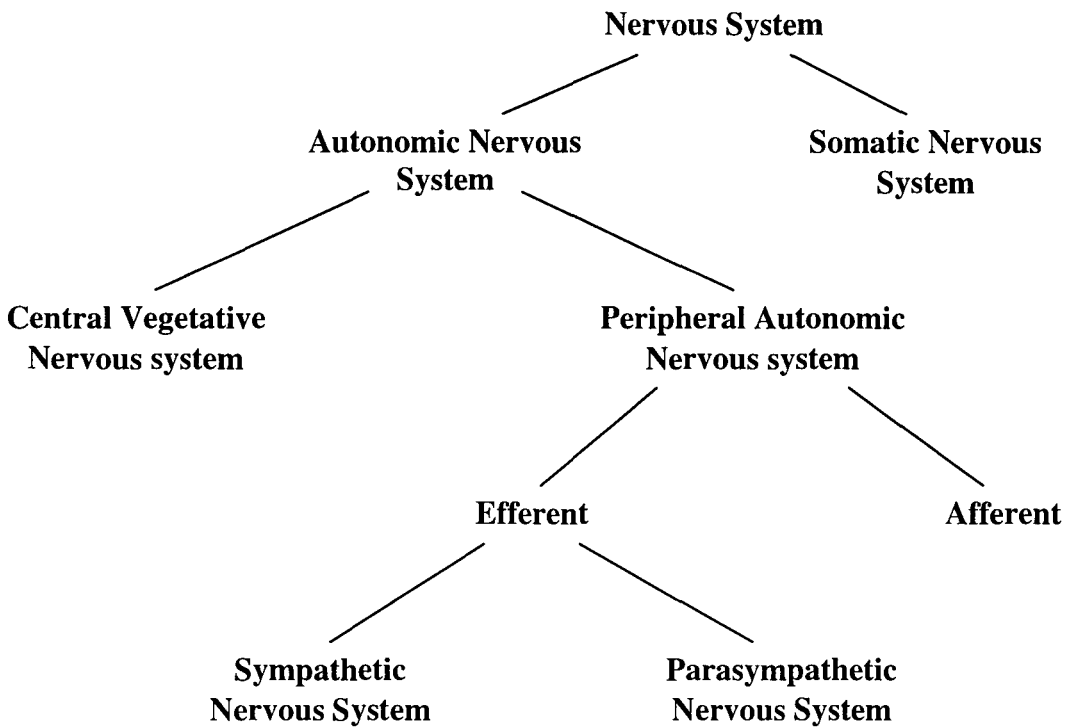 Nervous System
Autonomic Nervous
System
Somatic Nervous
System
Central Vegetative
Nervous system
Peripheral Autonomic
Nervous system
Efferent
Afferent
Sympathetic
Nervous System
Parasympathetic
Nervous System